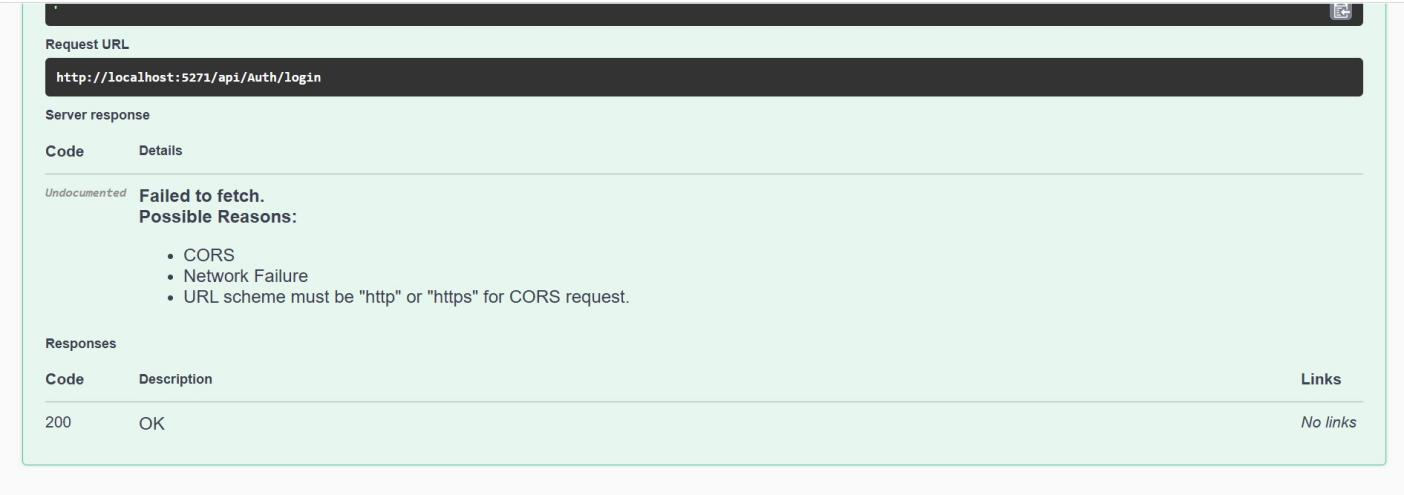 Request URL
http://localhost:5271/api/Auth/login
Server response
Code Details
Undocumented Failed to fetch.
Possible Reasons:
• CORS
• Network Failure
• URL scheme must be "http" or "https" for CORS request.
Responses
Code Description Links
200 OK No links